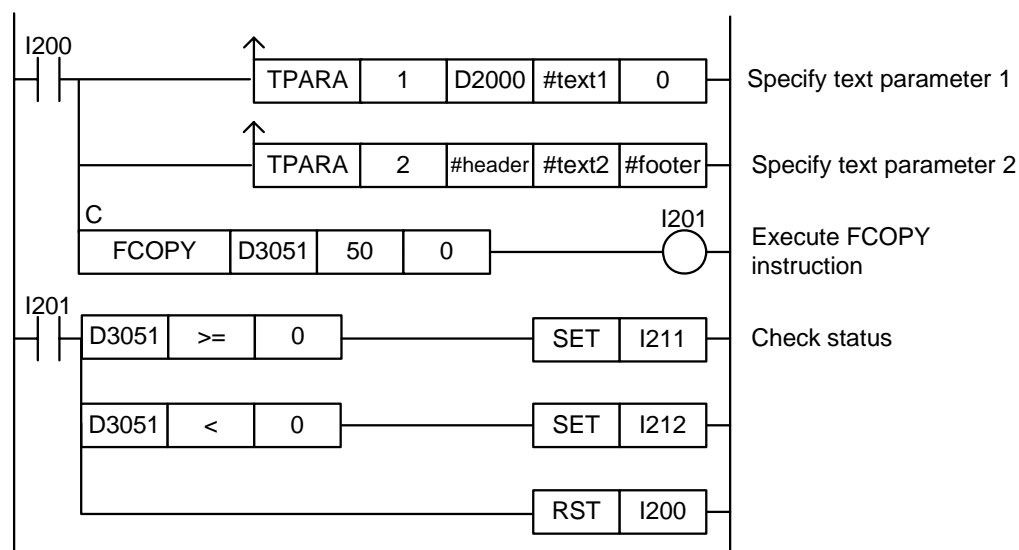 I200
TPARA 1 D2000 #text1 0 Specify text parameter 1
TPARA 2 #header #text2 #footer Specify text parameter 2
C
FCOPY D3051 50 0 I201 Execute FCOPY
instruction
I201
D3051 >= 0 SET I211 Check status
D3051 < 0 SET I212
RST I200